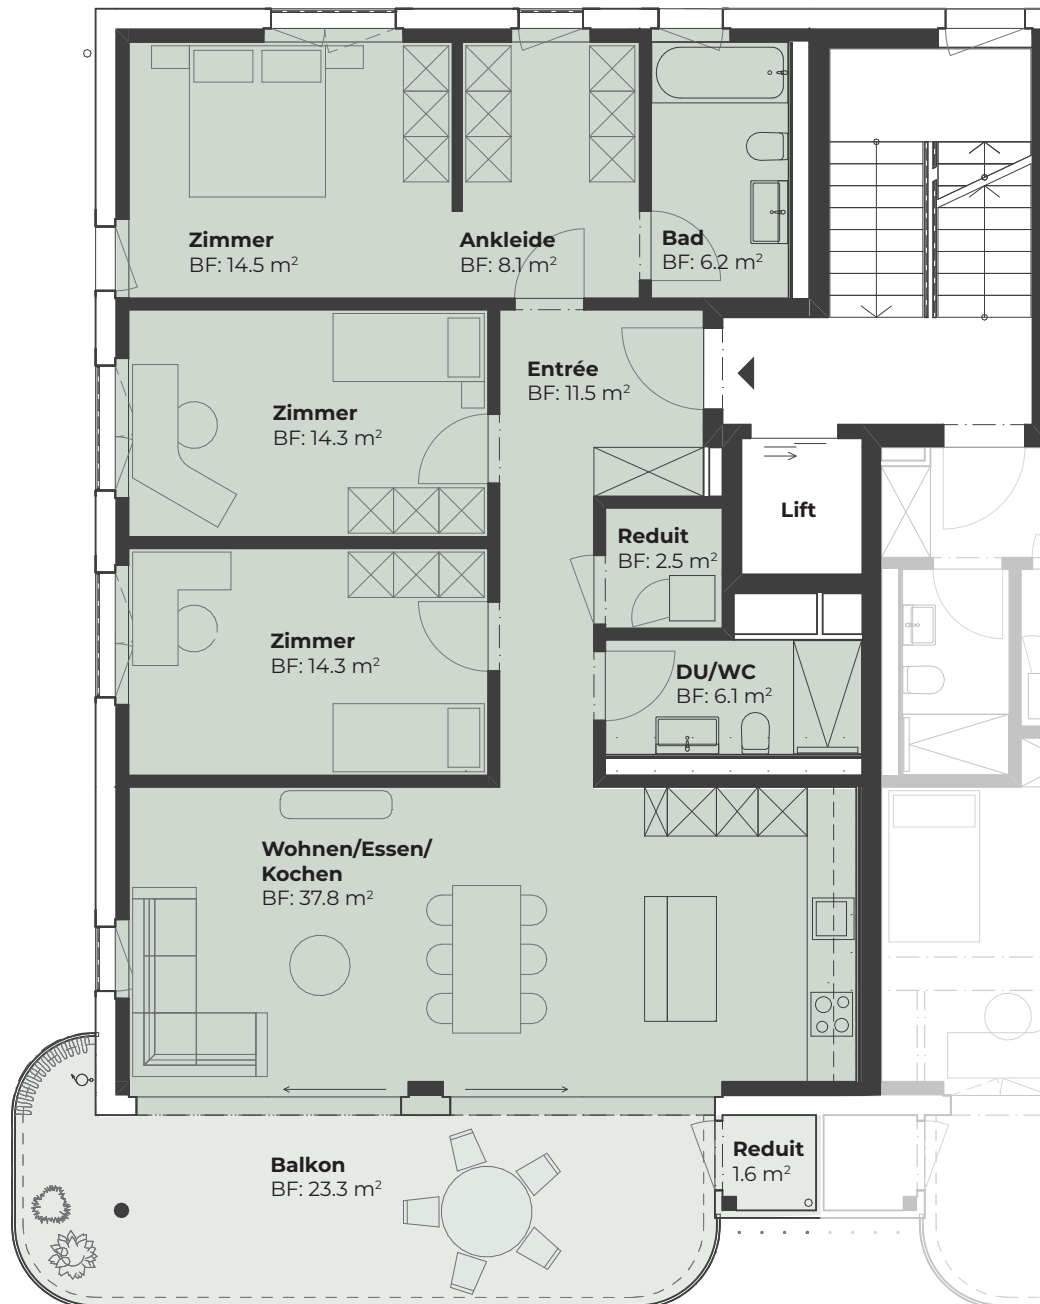 Zimmer
BF: 14.5 m²
Ankleide
BF: 8.1 m²
Bad
BF: 6.2 m²
Entrée
BF: 11.5 m²
Zimmer
BF: 14.3 m²
Lift
Reduit
BF: 2.5 m²
Zimmer
BF: 14.3 m²
DU/WC
BF: 6.1 m²
Wohnen/Essen/
Kochen
BF: 37.8 m²
Balkon
BF: 23.3 m²
Reduit
1.6 m²